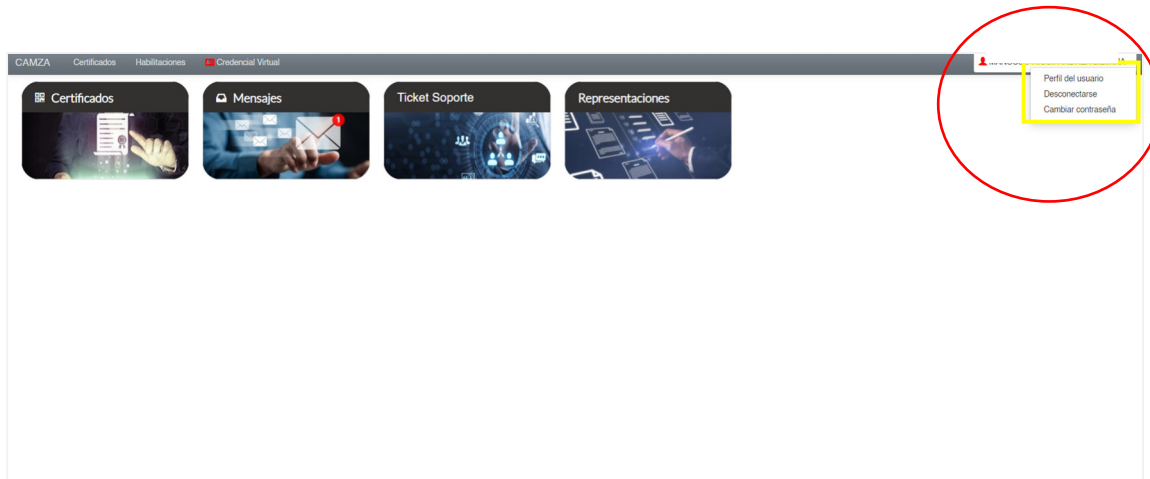 CAMZA Certificados Habilitaciones Credencial Virtual
Perfil del usuario
Desconectarse
Cambiar contraseña
Certificados
Mensajes
1
Ticket Soporte
Representaciones